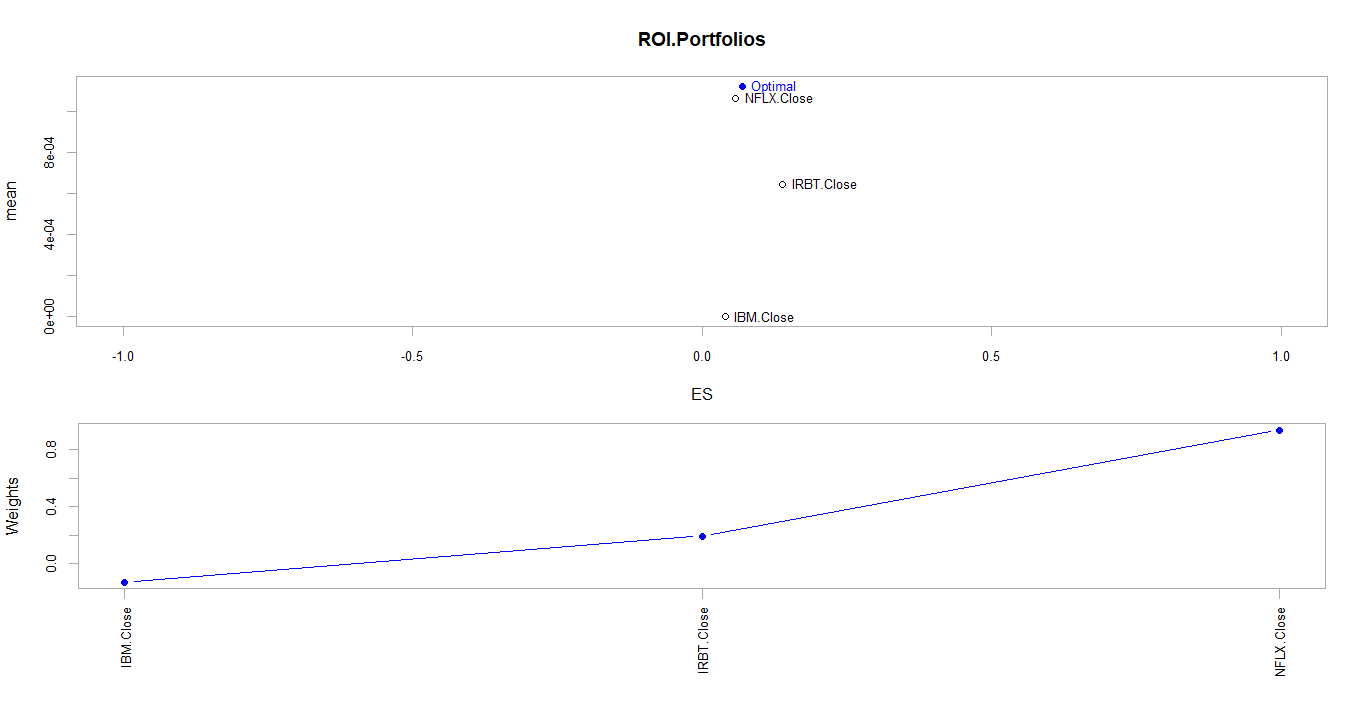 ROI.Portfolios
Optimal
NFLX.Close
IRBT.Close
IBM.Close
mean
0e+00
4e-04
8e-04
-1.0
-0.5
0.0
0.5
1.0
ES
Weights
0.0
0.4
0.8
IBM.Close
IRBT.Close
NFLX.Close